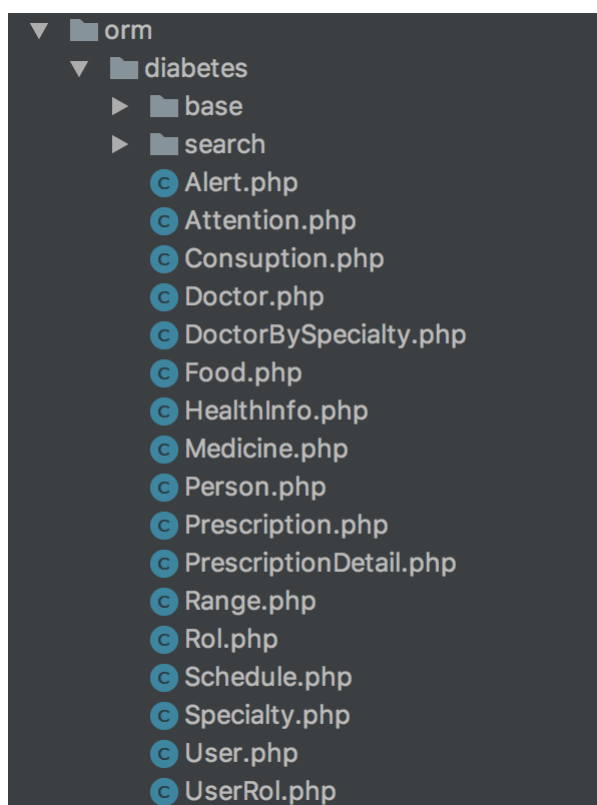 orm
diabetes
base
search
Alert.php
Attention.php
Consuption.php
Doctor.php
DoctorBySpecialty.php
Food.php
HealthInfo.php
Medicine.php
Person.php
Prescription.php
PrescriptionDetail.php
Range.php
Rol.php
Schedule.php
Specialty.php
User.php
UserRol.php